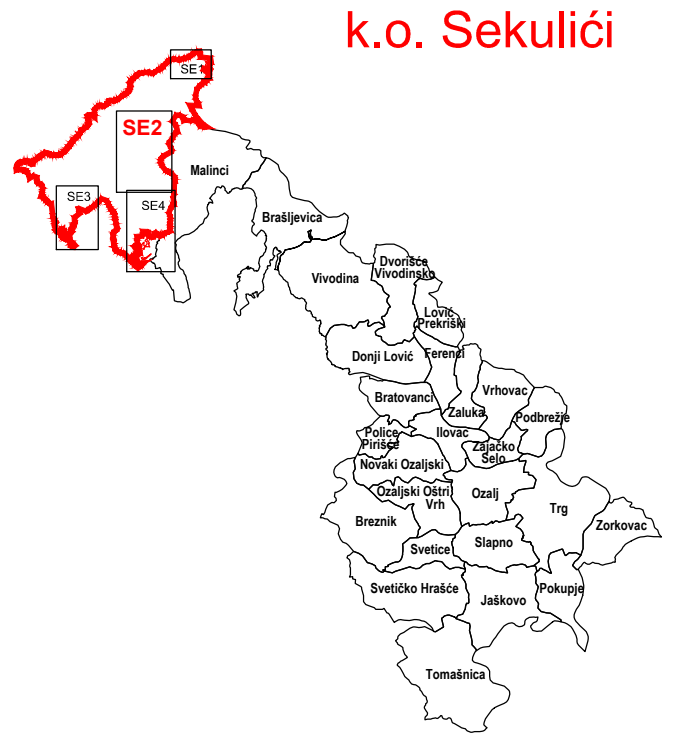 k.o. Sekulići
SE1
SE2
Malinci
SE3
SE4
Brašljevica
Dvorišće
Vivodinsko
Vivodina
Lović
Prekriški
Donji Lović
Ferenci
Vrhovac
Bratovanci
Zaluka
Podbrežje
Police
Pirišće
Ilovac
Zajačko
Selo
Novaki Ozaljski
Ozaljski Oštri
Vrh
Ozalj
Trg
Breznik
Zorkovac
Svetice
Slapno
Svetičko Hrašće
Jaškovo
Pokupje
Tomašnica